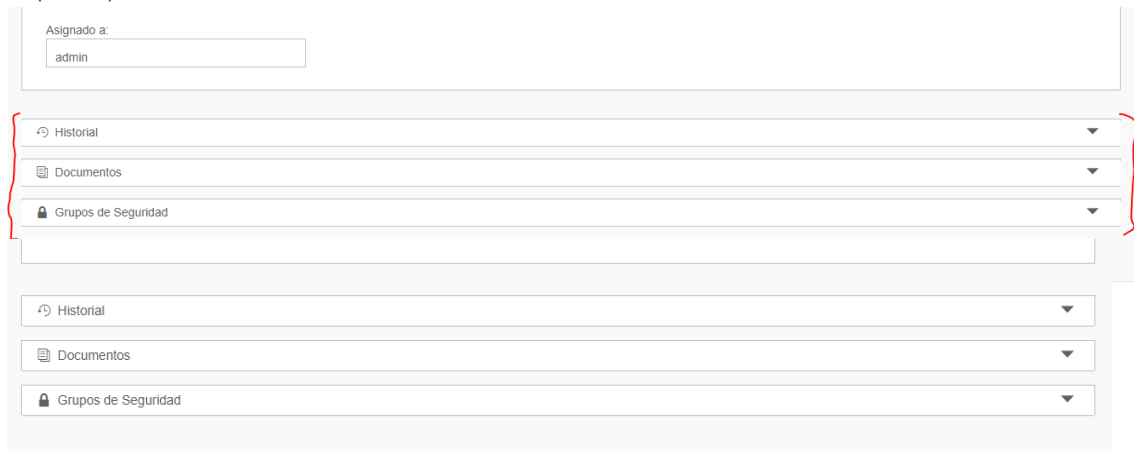 Asignado a:
admin
Historial
Documentos
Grupos de Seguridad
Historial
Documentos
Grupos de Seguridad